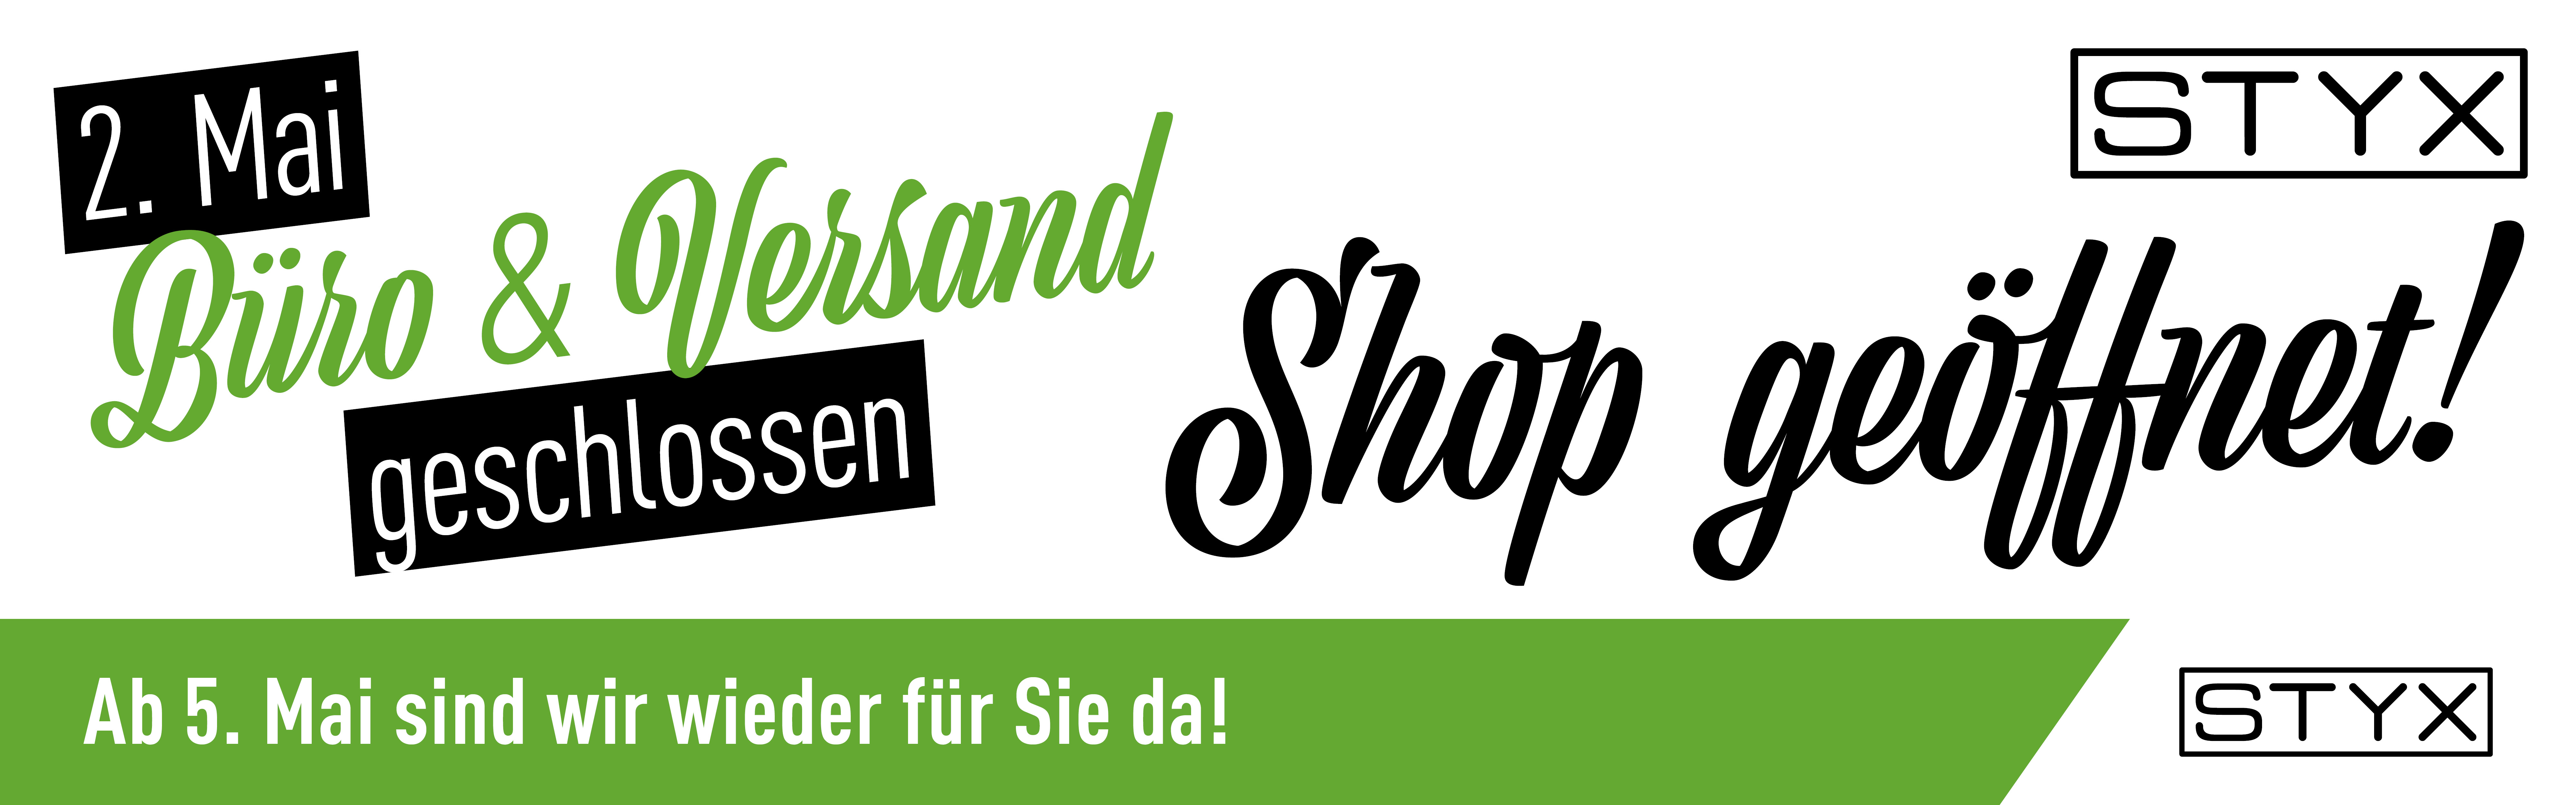 2. Mai
Büro & Versand
geschlossen
STYX
Shop geöffnet!
Ab 5. Mai sind wir wieder für Sie da!
STYX